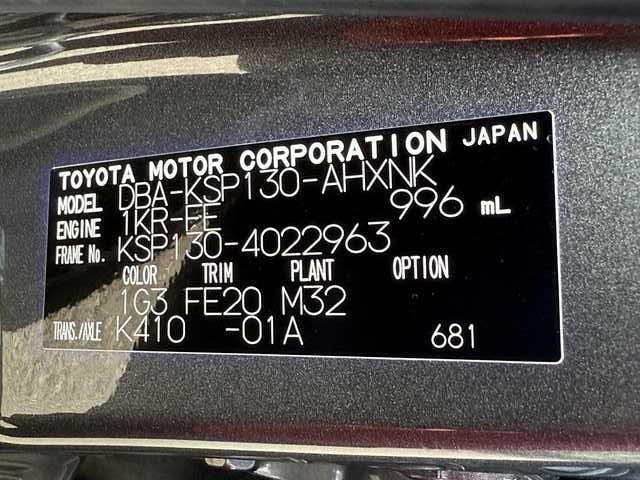 TOYOTA MOTOR CORPORATION JAPAN
MODEL DBA-KSP130-AHXNK
ENGINE 1KR-FE 996 mL
FRAME No. KSP130-4022963
COLOR TRIM PLANT OPTION
1G3 FE20 M32
TRANS./AXLE K410 -01A 681